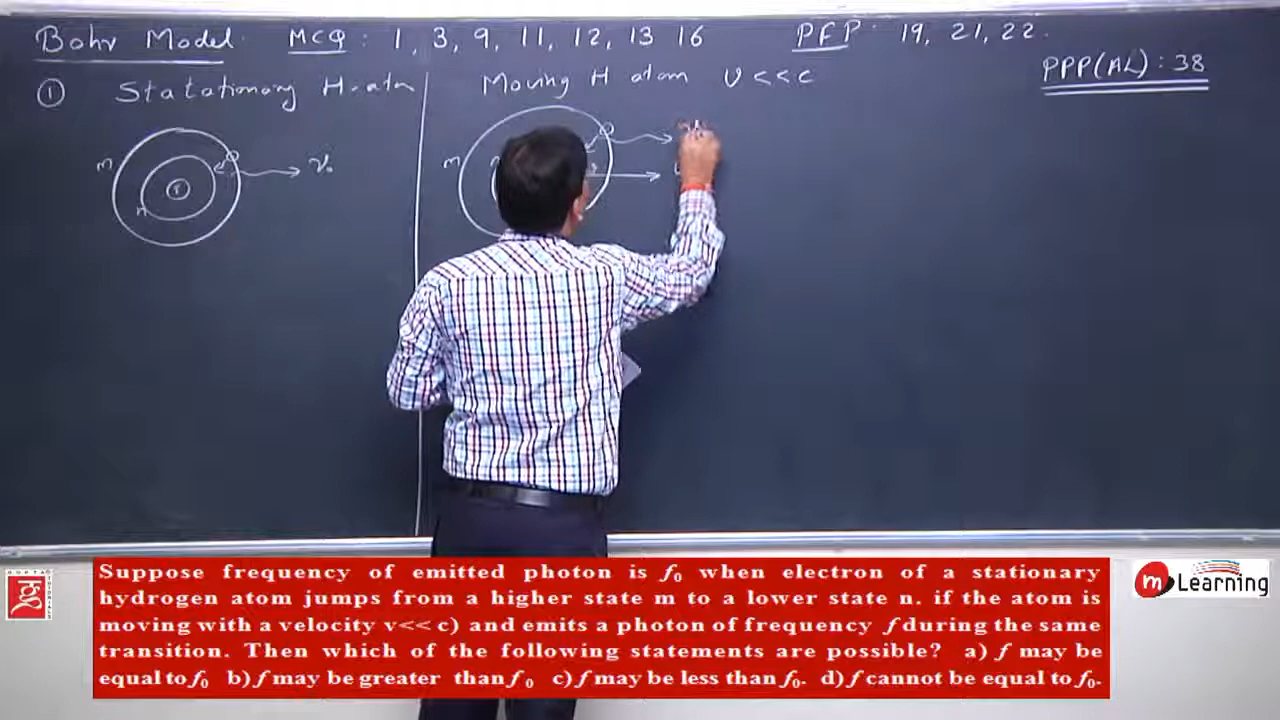 Bohr Model. MCQ : 1, 3, 9, 11, 12, 13 16 PFP : 19, 21, 22.
PPP(AL) : 38
① Statationary H-atom Moving H atom v << c
m n ν₀
m
Suppose frequency of emitted photon is f₀ when electron of a stationary
hydrogen atom jumps from a higher state m to a lower state n. if the atom is
moving with a velocity v<< c) and emits a photon of frequency f during the same
transition. Then which of the following statements are possible? a) f may be
equal to f₀ b) f may be greater than f₀ c) f may be less than f₀. d) f cannot be equal to f₀.
m Learning